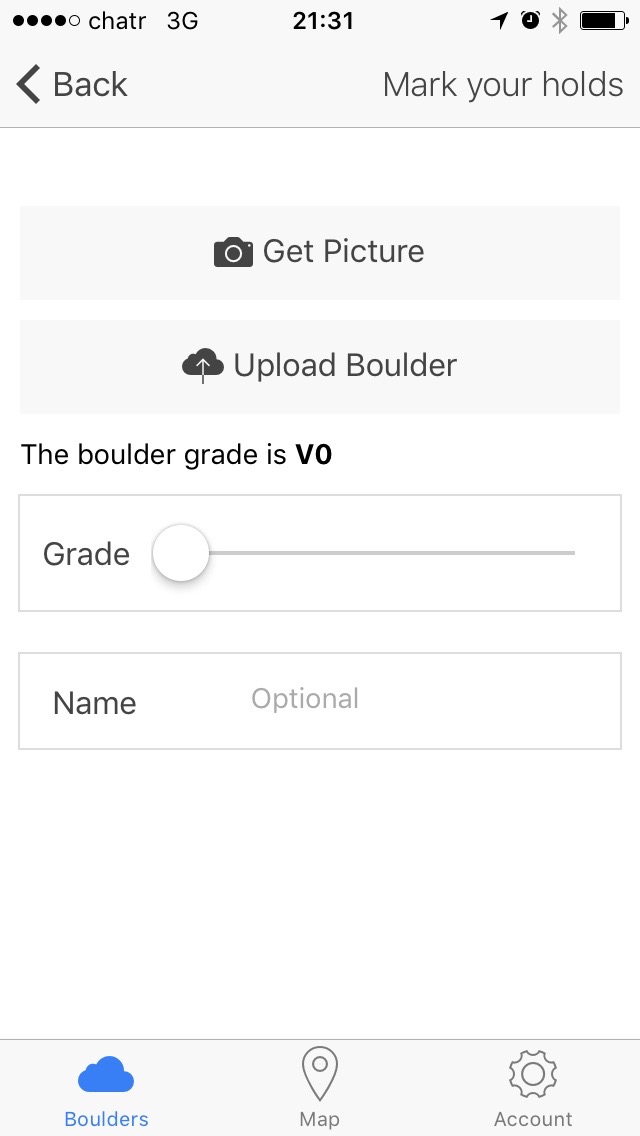 chatr 3G 21:31
Back Mark your holds
Get Picture
Upload Boulder
The boulder grade is V0
Grade
Name Optional
Boulders Map Account